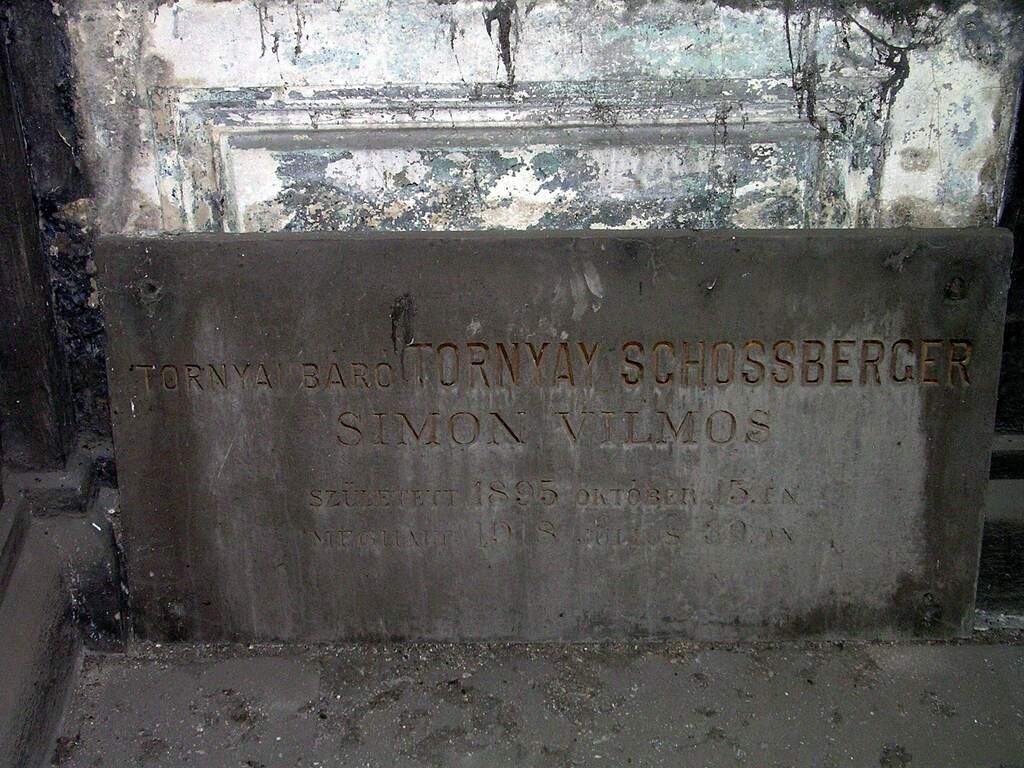 TORNYAI BÁRÓ TORNYAY SCHOSSBERGER
SIMON VILMOS
SZÜLETETT 1895 OKTÓBER 15.ÉN
MEGHALT 1918 JÚLIUS 30.ÁN